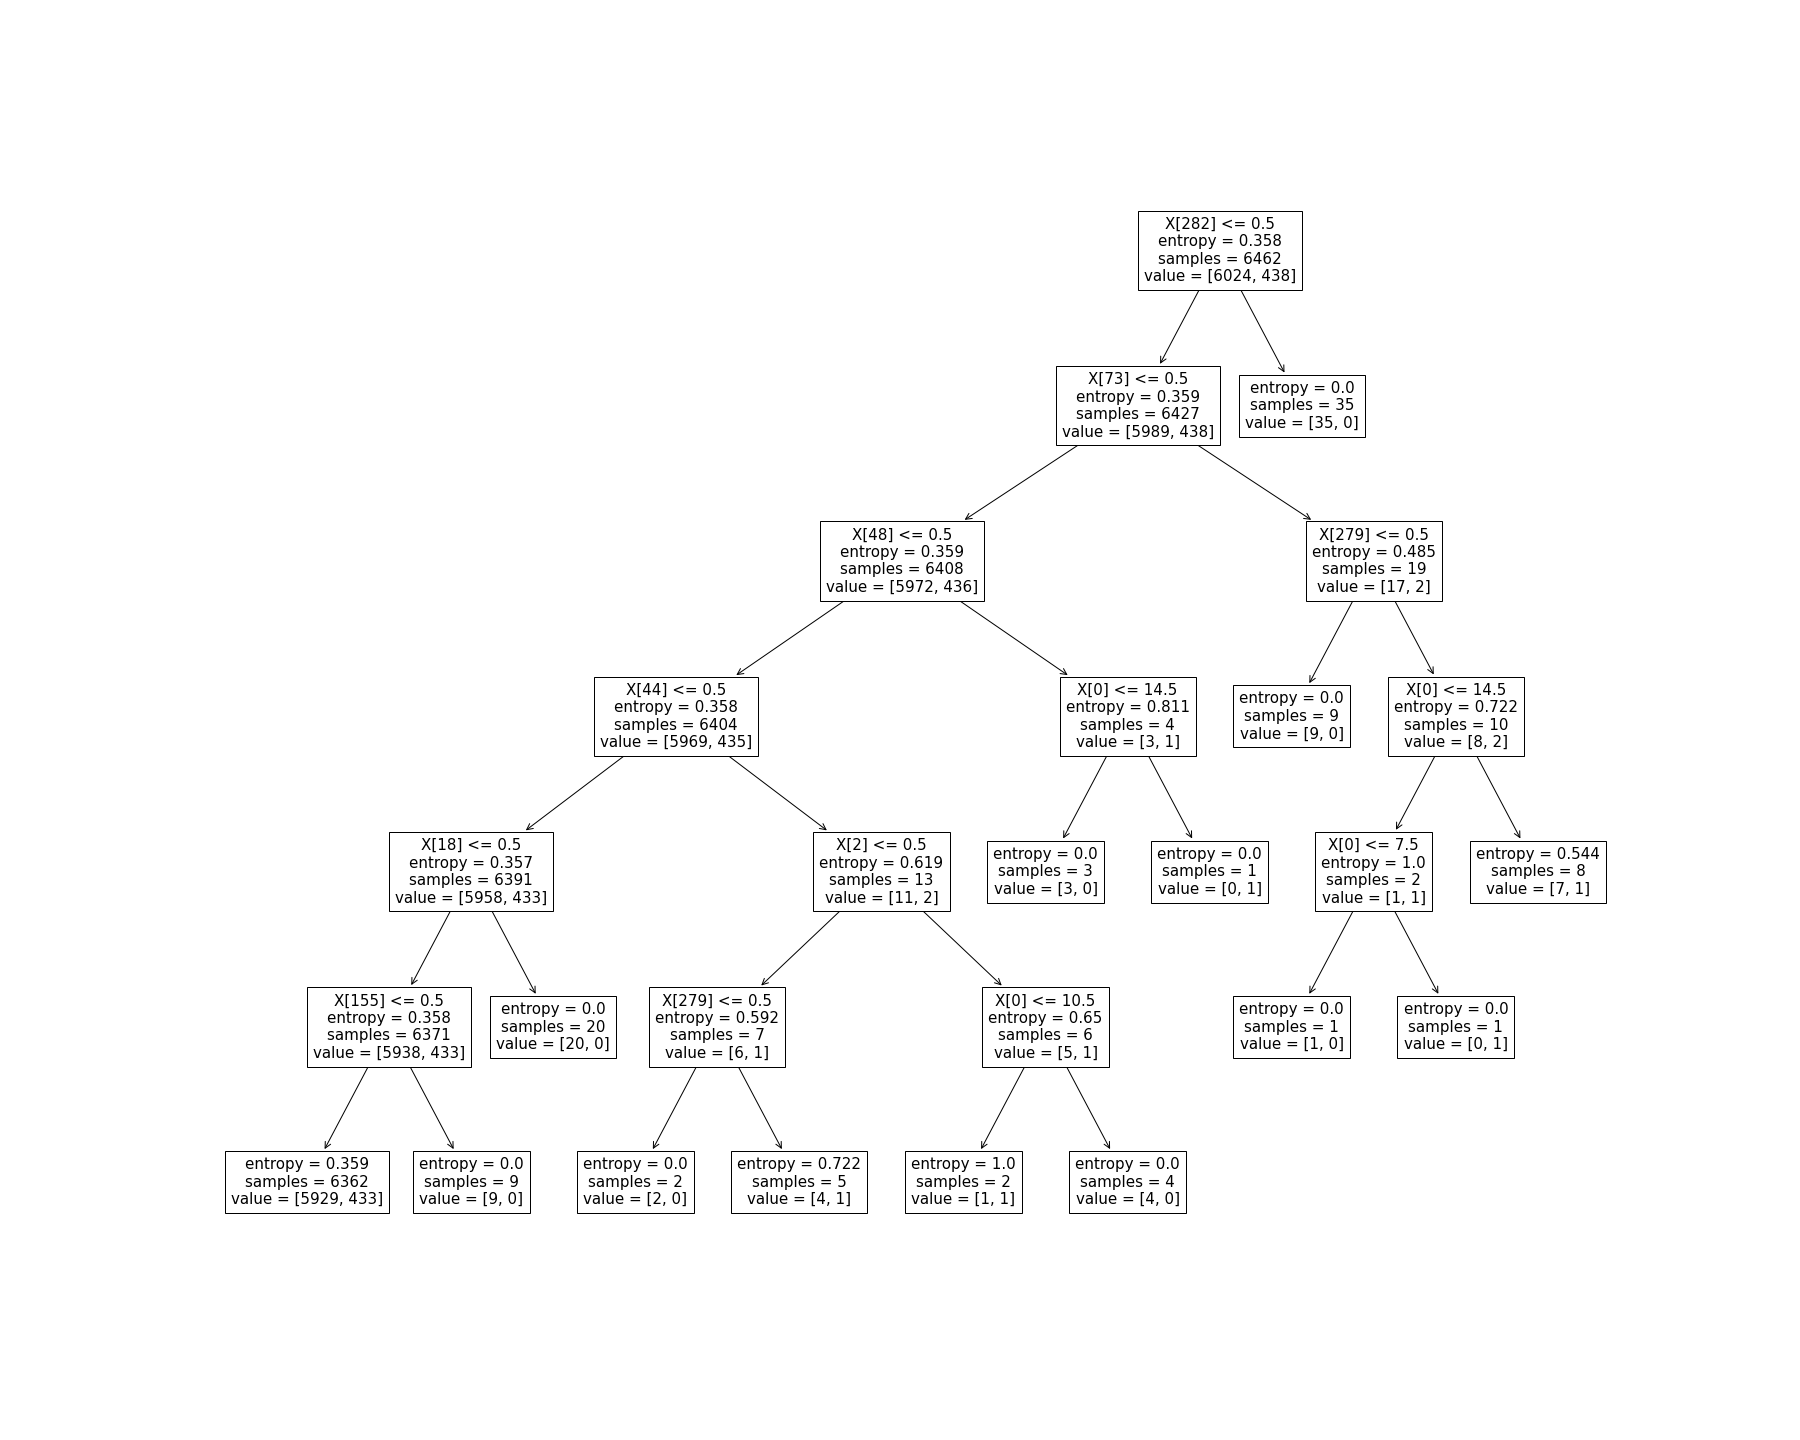 X[282] <= 0.5
entropy = 0.358
samples = 6462
value = [6024, 438]
X[73] <= 0.5
entropy = 0.359
samples = 6427
value = [5989, 438]
entropy = 0.0
samples = 35
value = [35, 0]
X[48] <= 0.5
entropy = 0.359
samples = 6408
value = [5972, 436]
X[279] <= 0.5
entropy = 0.485
samples = 19
value = [17, 2]
X[44] <= 0.5
entropy = 0.358
samples = 6404
value = [5969, 435]
X[0] <= 14.5
entropy = 0.811
samples = 4
value = [3, 1]
entropy = 0.0
samples = 9
value = [9, 0]
X[0] <= 14.5
entropy = 0.722
samples = 10
value = [8, 2]
X[18] <= 0.5
entropy = 0.357
samples = 6391
value = [5958, 433]
X[2] <= 0.5
entropy = 0.619
samples = 13
value = [11, 2]
entropy = 0.0
samples = 3
value = [3, 0]
entropy = 0.0
samples = 1
value = [0, 1]
X[0] <= 7.5
entropy = 1.0
samples = 2
value = [1, 1]
entropy = 0.544
samples = 8
value = [7, 1]
X[155] <= 0.5
entropy = 0.358
samples = 6371
value = [5938, 433]
entropy = 0.0
samples = 20
value = [20, 0]
X[279] <= 0.5
entropy = 0.592
samples = 7
value = [6, 1]
X[0] <= 10.5
entropy = 0.65
samples = 6
value = [5, 1]
entropy = 0.0
samples = 1
value = [1, 0]
entropy = 0.0
samples = 1
value = [0, 1]
entropy = 0.359
samples = 6362
value = [5929, 433]
entropy = 0.0
samples = 9
value = [9, 0]
entropy = 0.0
samples = 2
value = [2, 0]
entropy = 0.722
samples = 5
value = [4, 1]
entropy = 1.0
samples = 2
value = [1, 1]
entropy = 0.0
samples = 4
value = [4, 0]